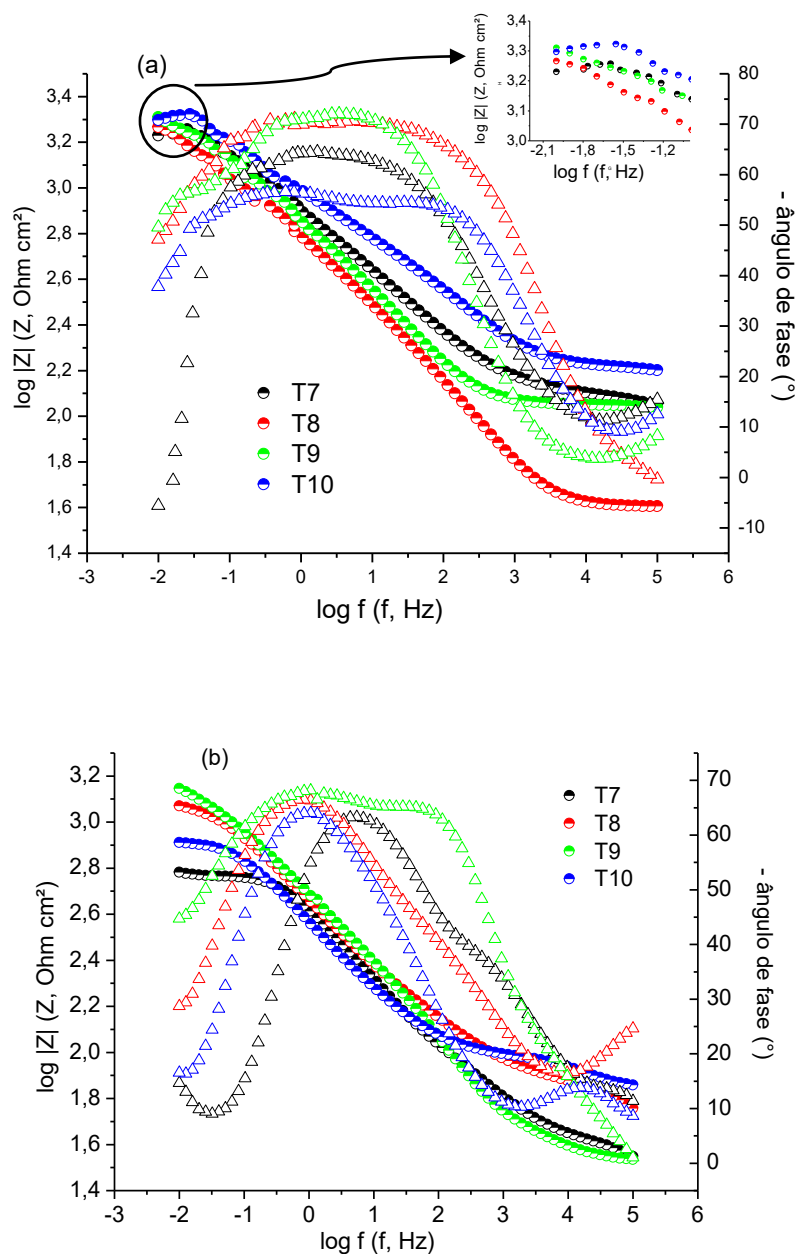 (a)
log |Z| (Z, Ohm cm²)
3,4
3,3
3,2
3,1
3,0
-2,1
-1,8
-1,5
-1,2
log f (f, Hz)
3,4
3,2
3,0
2,8
2,6
2,4
2,2
2,0
1,8
1,6
1,4
log |Z| (Z, Ohm cm²)
T7
T8
T9
T10
80
70
60
50
40
30
20
10
0
-10
- ângulo de fase (°)
-3 -2 -1 0 1 2 3 4 5 6
log f (f, Hz)
(b)
3,2
3,0
2,8
2,6
2,4
2,2
2,0
1,8
1,6
1,4
log |Z| (Z, Ohm cm²)
T7
T8
T9
T10
70
60
50
40
30
20
10
0
- ângulo de fase (°)
-3 -2 -1 0 1 2 3 4 5 6
log f (f, Hz)